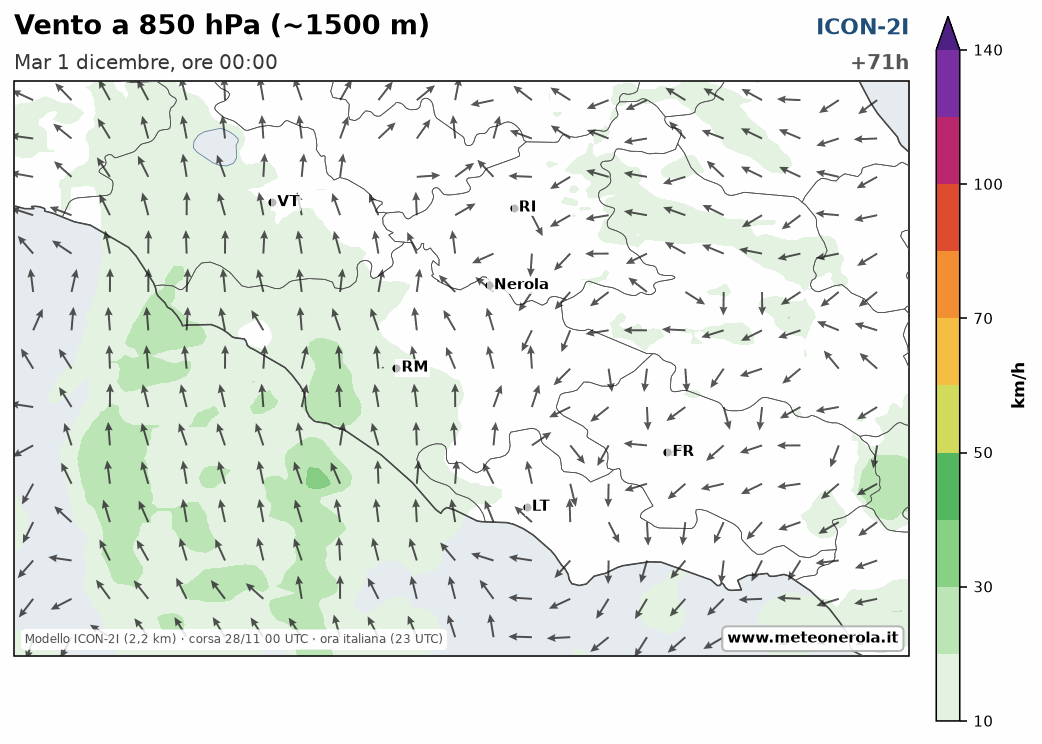 Vento a 850 hPa (~1500 m)
ICON-2I
Mar 1 dicembre, ore 00:00
+71h
140
100
70
50
30
10
km/h
VT
RI
Nerola
RM
FR
LT
Modello ICON-2I (2,2 km) · corsa 28/11 00 UTC · ora italiana (23 UTC)
www.meteonerola.it